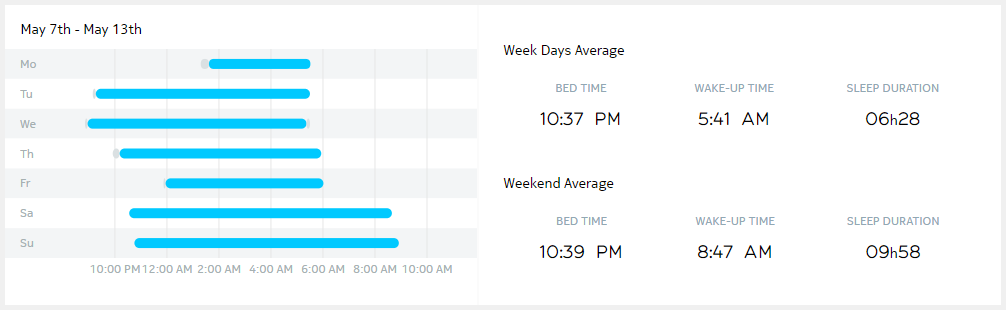 May 7th - May 13th
Mo
Tu
We
Th
Fr
Sa
Su
10:00 PM 12:00 AM 2:00 AM 4:00 AM 6:00 AM 8:00 AM 10:00 AM
Week Days Average
BED TIME WAKE-UP TIME SLEEP DURATION
10:37 PM 5:41 AM 06h28
Weekend Average
BED TIME WAKE-UP TIME SLEEP DURATION
10:39 PM 8:47 AM 09h58